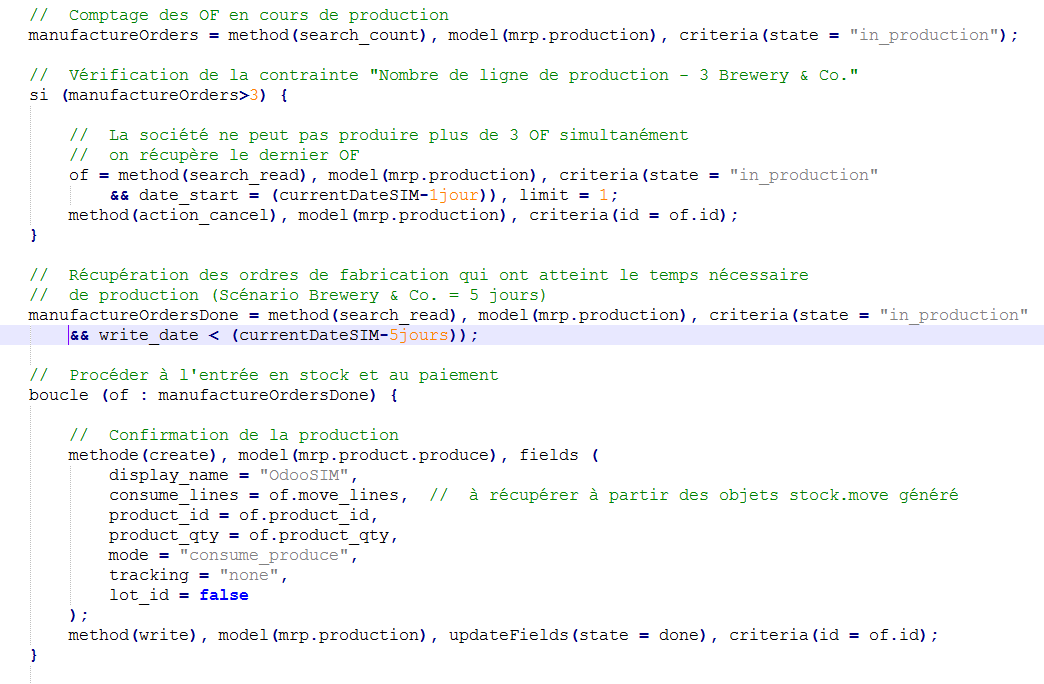 //  Comptage des OF en cours de production
manufactureOrders = method(search_count), model(mrp.production), criteria(state = "in_production");
//  Vérification de la contrainte "Nombre de ligne de production - 3 Brewery & Co."
si (manufactureOrders>3) {
//  La société ne peut pas produire plus de 3 OF simultanément
//  on récupère le dernier OF
of = method(search_read), model(mrp.production), criteria(state = "in_production"
&& date_start = (currentDateSIM-1jour)), limit = 1;
method(action_cancel), model(mrp.production), criteria(id = of.id);
}
//  Récupération des ordres de fabrication qui ont atteint le temps nécessaire
//  de production (Scénario Brewery & Co. = 5 jours)
manufactureOrdersDone = method(search_read), model(mrp.production), criteria(state = "in_production"
&& write_date < (currentDateSIM-5jours));
//  Procéder à l'entrée en stock et au paiement
boucle (of : manufactureOrdersDone) {
//  Confirmation de la production
methode(create), model(mrp.product.produce), fields (
display_name = "OdooSIM",
consume_lines = of.move_lines,  //  à récupérer à partir des objets stock.move généré
product_id = of.product_id,
product_qty = of.product_qty,
mode = "consume_produce",
tracking = "none",
lot_id = false
);
method(write), model(mrp.production), updateFields(state = done), criteria(id = of.id);
}